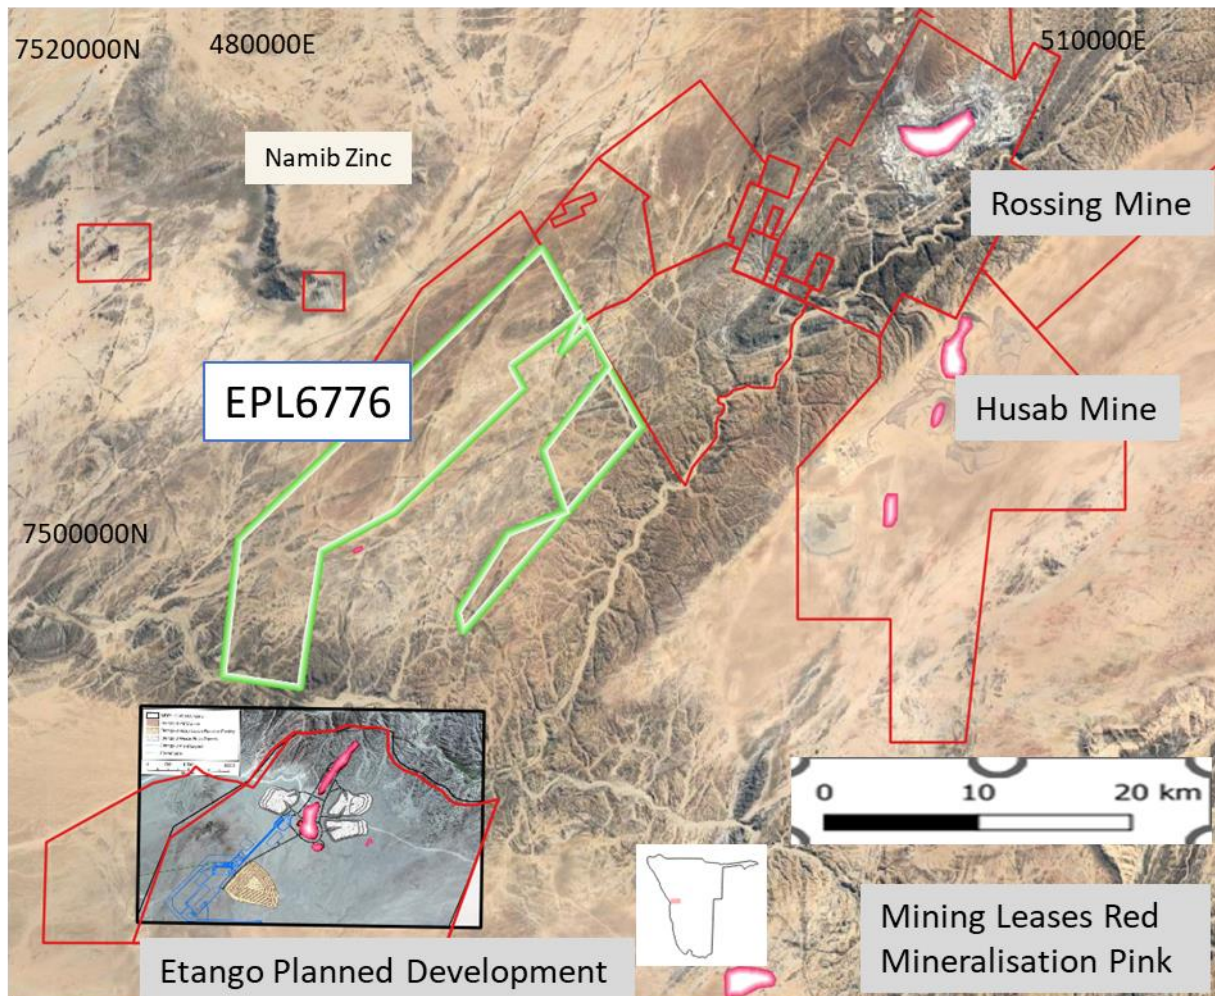 7520000N
480000E
510000E
Namib Zinc
Rossing Mine
EPL6776
Husab Mine
7500000N
0 10 20 km
Mining Leases Red
Mineralisation Pink
Etango Planned Development